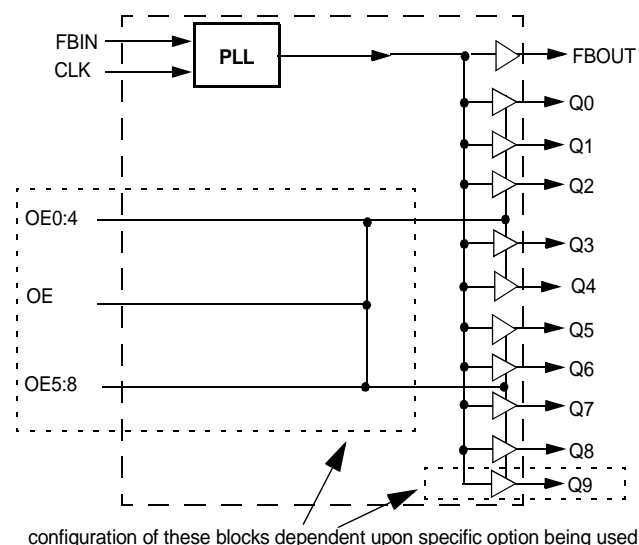 FBIN
CLK
PLL
FBOUT
Q0
Q1
Q2
OE0:4
Q3
OE
Q4
Q5
OE5:8
Q6
Q7
Q8
Q9
configuration of these blocks dependent upon specific option being used